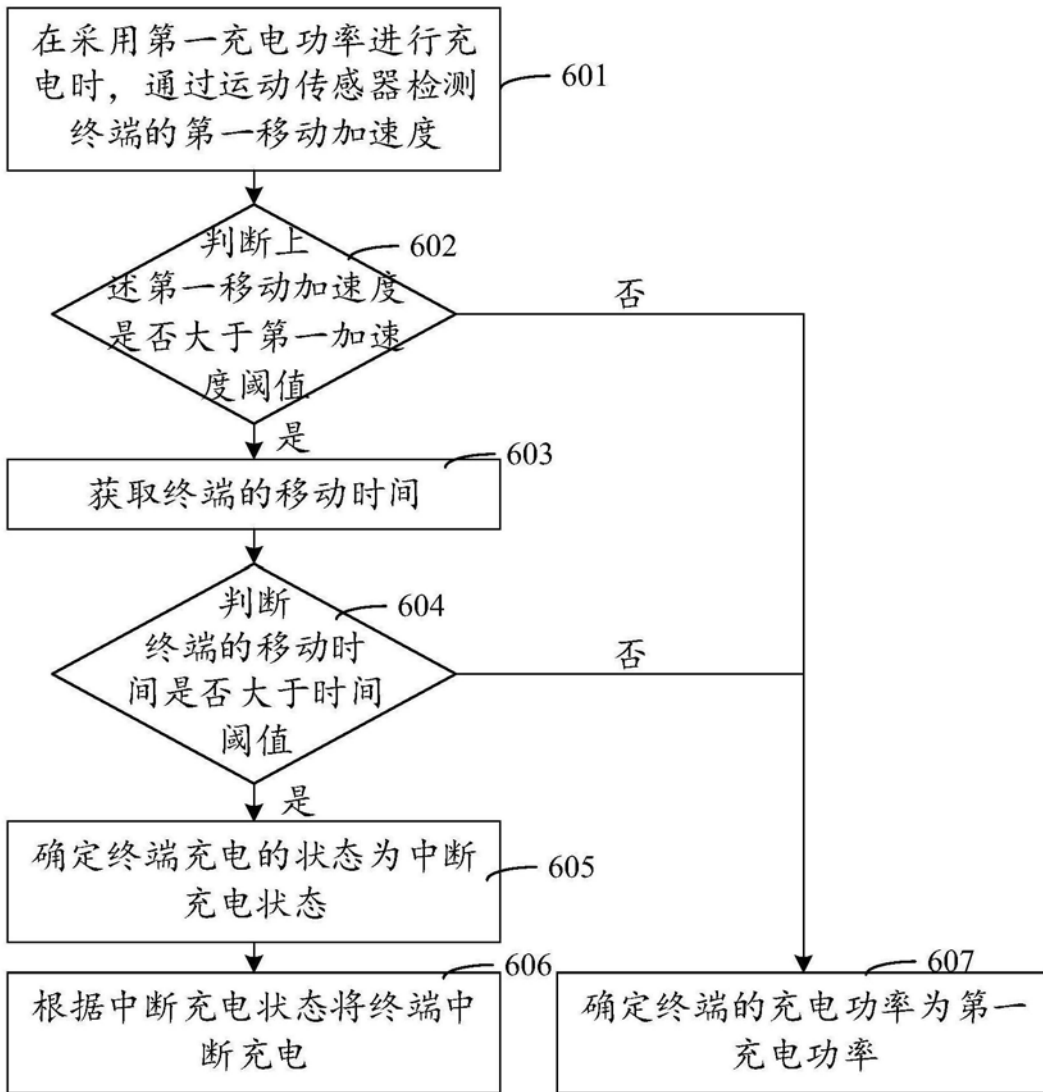 在采用第一充电功率进行充
电时，通过运动传感器检测
终端的第一移动加速度
601
判断上
述第一移动加速度
是否大于第一加速
度阈值
602
否
是
获取终端的移动时间
603
判断
终端的移动时
间是否大于时间
阈值
604
否
是
确定终端充电的状态为中断
充电状态
605
根据中断充电状态将终端中
断充电
606
确定终端的充电功率为第一
充电功率
607